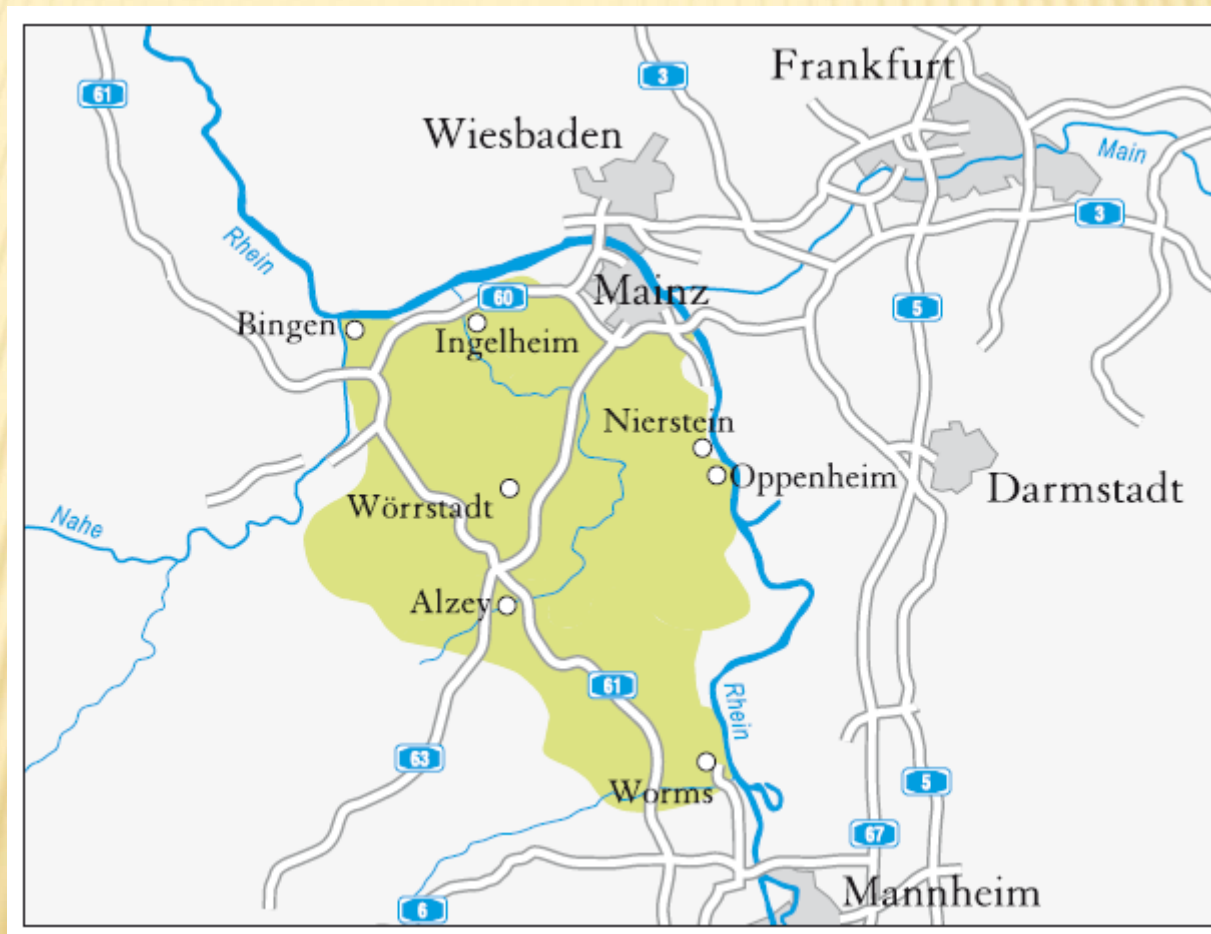 Frankfurt
3
61
Wiesbaden
Main
3
Rhein
60
Mainz
5
Bingen
Ingelheim
Nierstein
Oppenheim
Darmstadt
Wörrstadt
Nahe
Alzey
61
Rhein
63
5
Worms
67
Mannheim
6